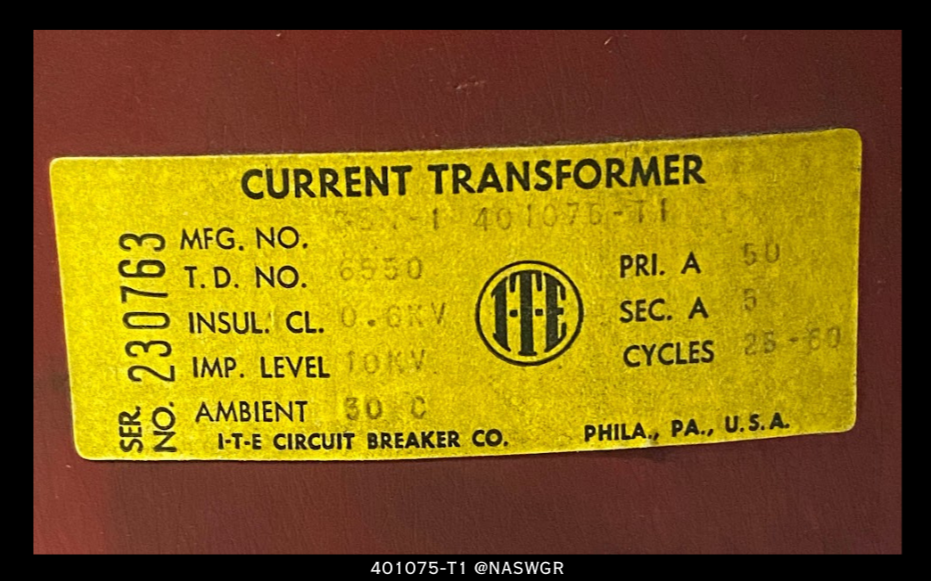 CURRENT TRANSFORMER
-1 401075-T1
MFG. NO.
T. D. NO. 6550
INSUL. CL. 0.6KV
IMP. LEVEL 10KV
AMBIENT 30 C
SER. NO. 230763
I·T·E
PRI. A 50
SEC. A 5
CYCLES 25-60
I-T-E CIRCUIT BREAKER CO. PHILA., PA., U.S.A.
401075-T1 @NASWGR